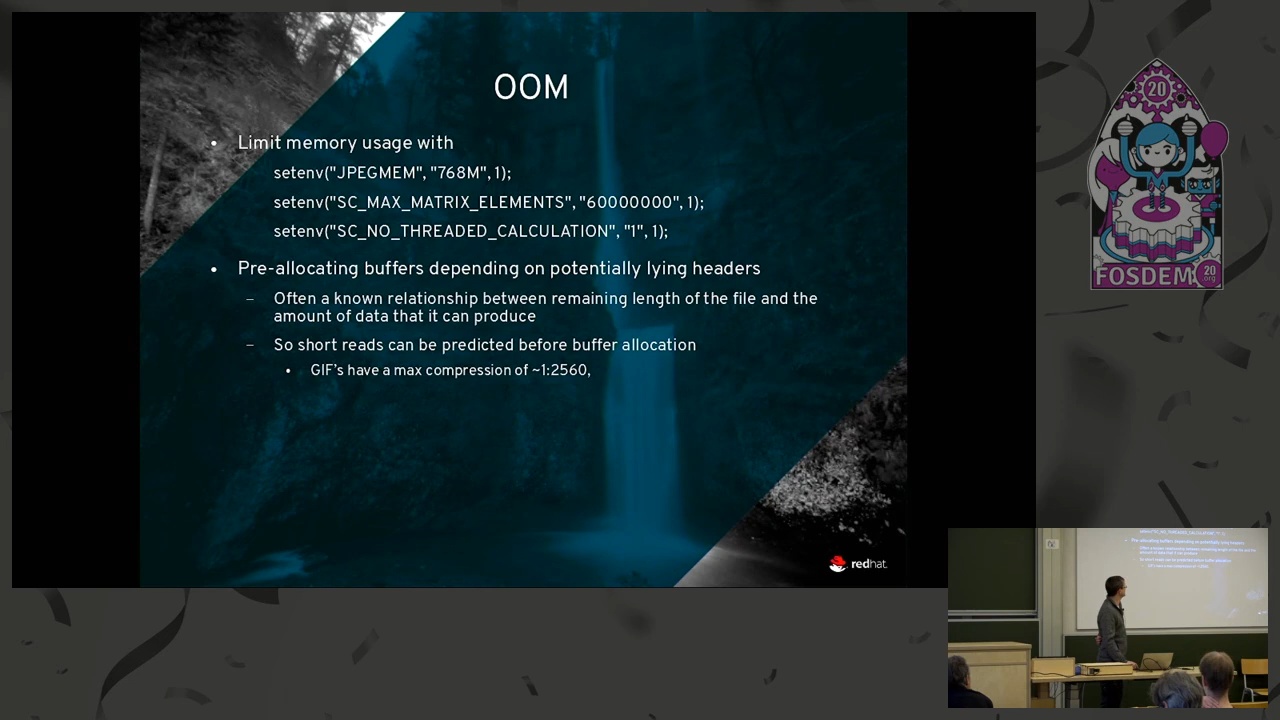 OOM
• Limit memory usage with
setenv("JPEGMEM", "768M", 1);
setenv("SC_MAX_MATRIX_ELEMENTS", "60000000", 1);
setenv("SC_NO_THREADED_CALCULATION", "1", 1);
• Pre-allocating buffers depending on potentially lying headers
– Often a known relationship between remaining length of the file and the
amount of data that it can produce
– So short reads can be predicted before buffer allocation
• GIF's have a max compression of ~1:2560,
redhat.
20
FOSDEM
20
.org